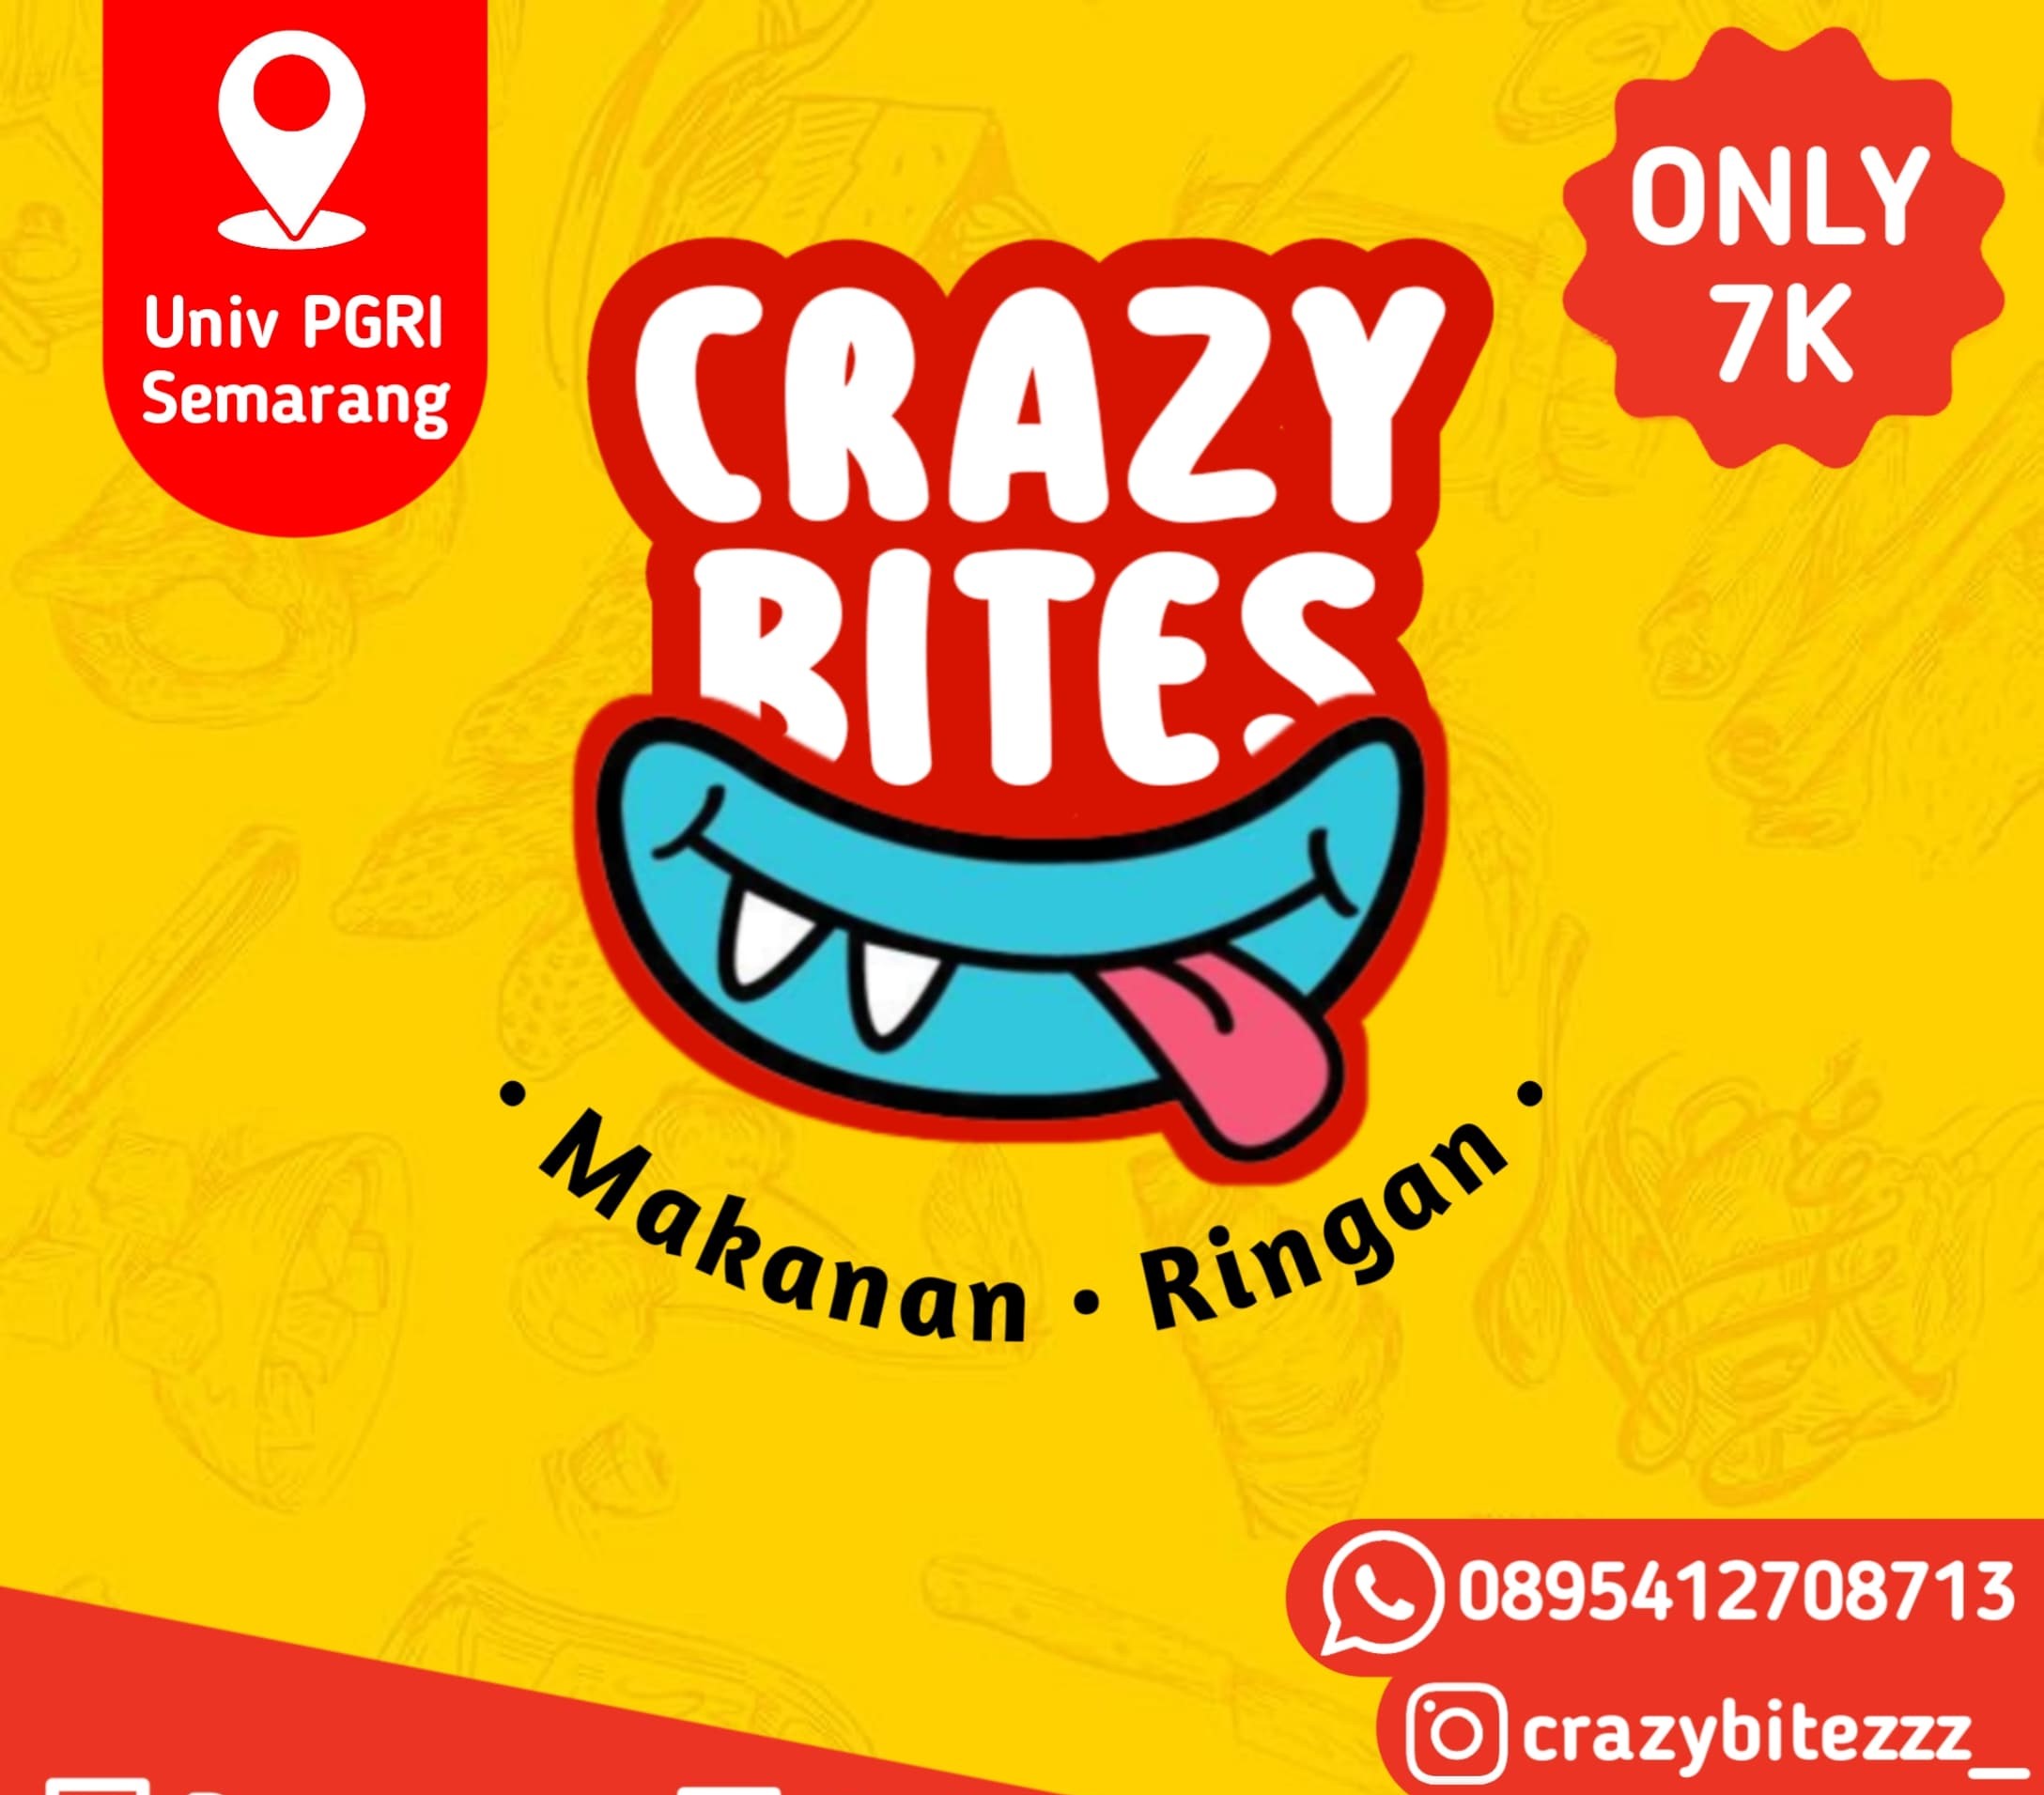 Univ PGRI
Semarang
ONLY
7K
CRAZY
BITES
• Makanan • Ringan •
0895412708713
crazybitezzz_